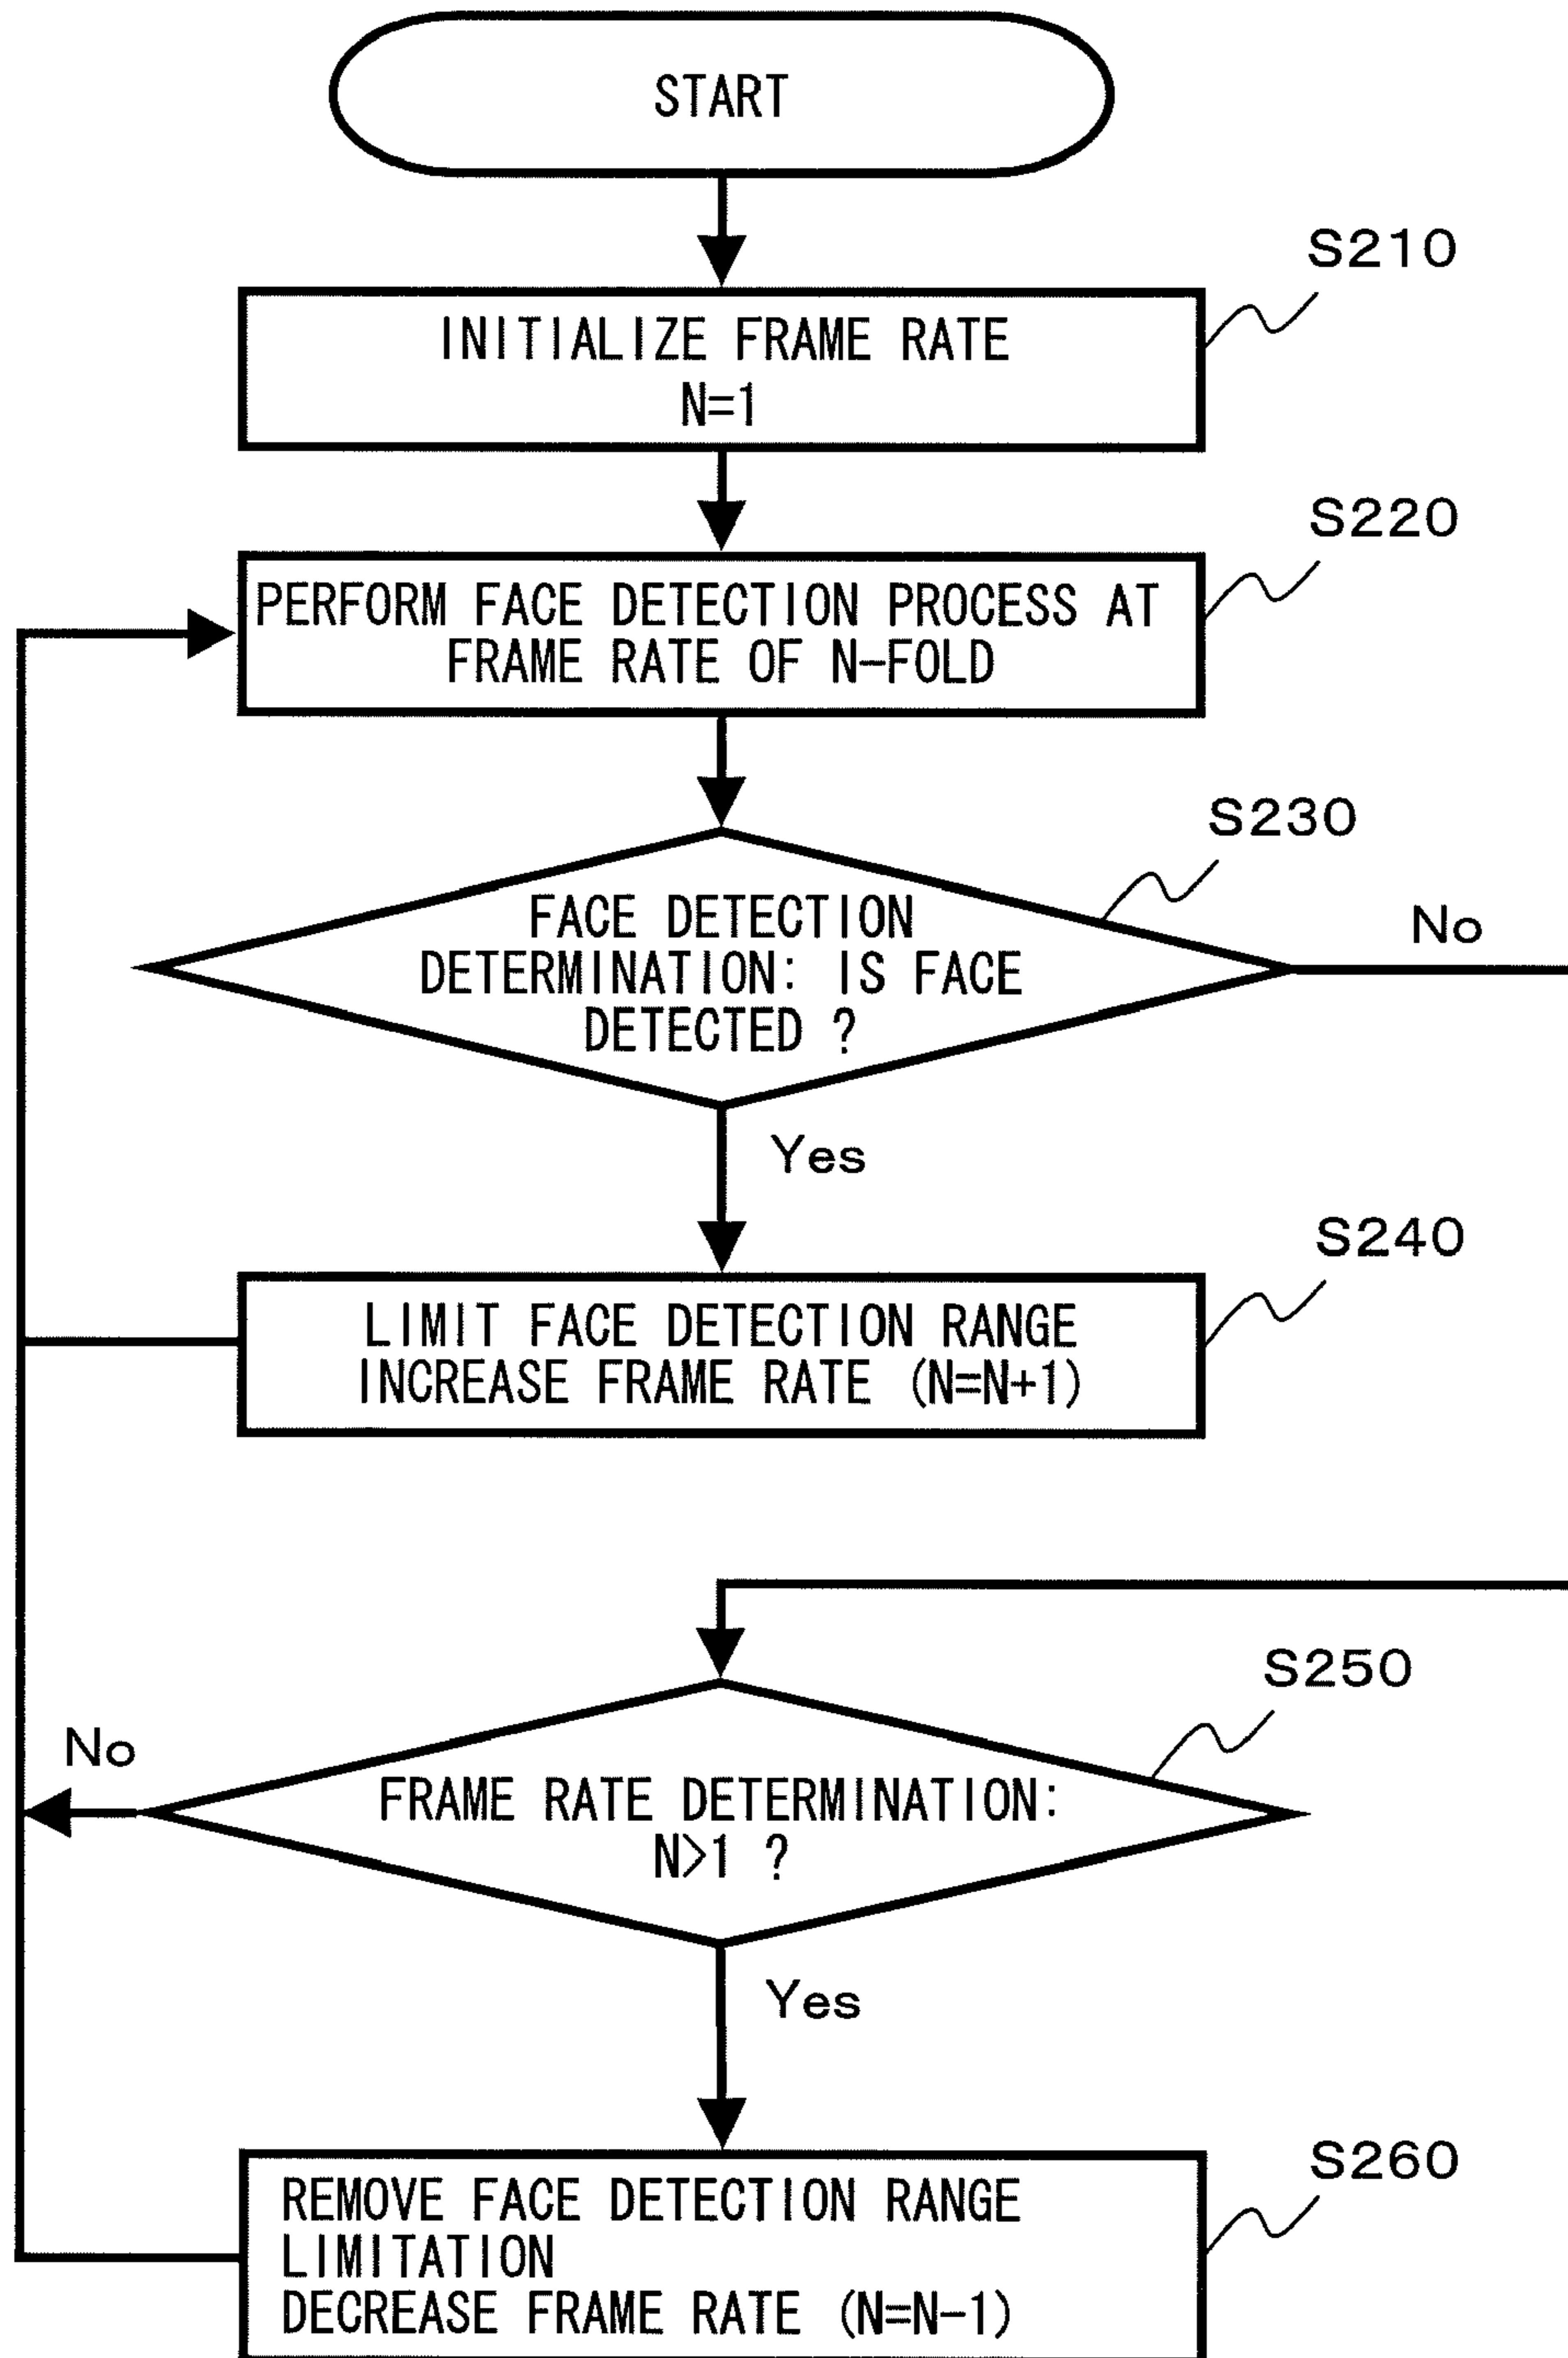 START
S210
INITIALIZE FRAME RATE
N=1
S220
PERFORM FACE DETECTION PROCESS AT
FRAME RATE OF N-FOLD
S230
FACE DETECTION
DETERMINATION: IS FACE
DETECTED ?
No
Yes
S240
LIMIT FACE DETECTION RANGE
INCREASE FRAME RATE (N=N+1)
S250
No
FRAME RATE DETERMINATION:
N>1 ?
Yes
S260
REMOVE FACE DETECTION RANGE
LIMITATION
DECREASE FRAME RATE (N=N-1)